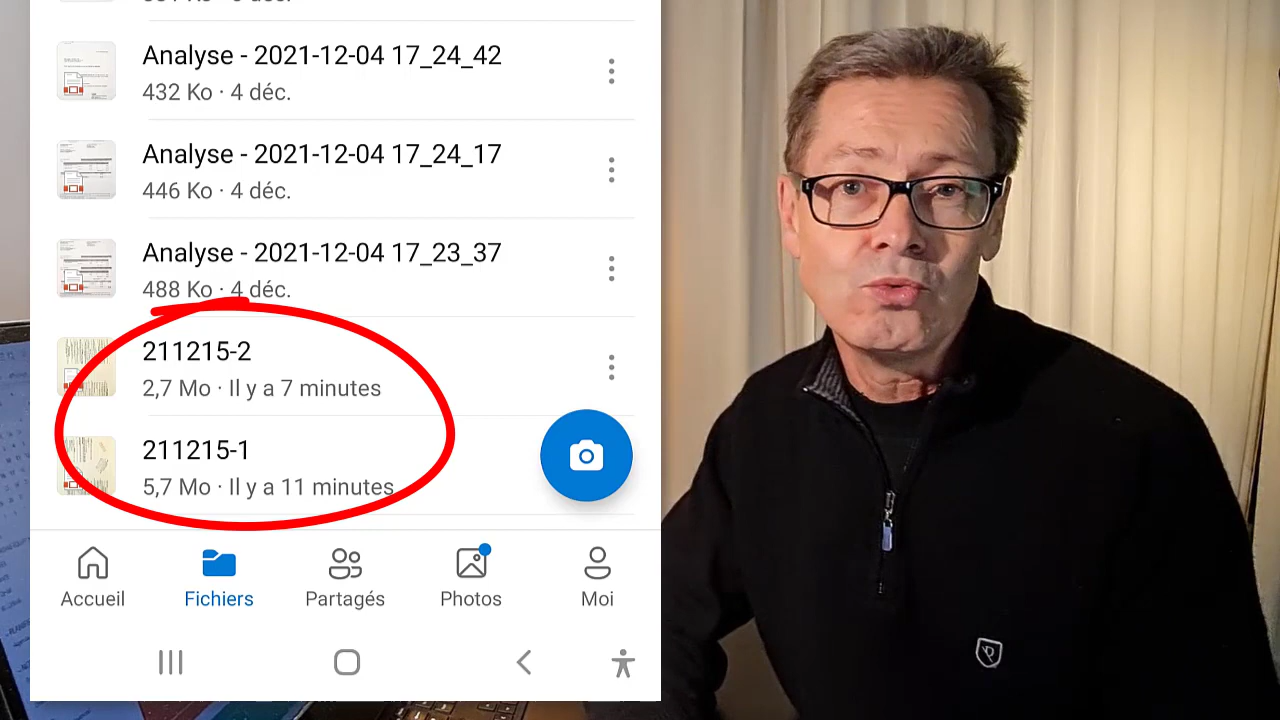 Analyse - 2021-12-04 17_24_42
432 Ko · 4 déc.
Analyse - 2021-12-04 17_24_17
446 Ko · 4 déc.
Analyse - 2021-12-04 17_23_37
488 Ko · 4 déc.
211215-2
2,7 Mo · Il y a 7 minutes
211215-1
5,7 Mo · Il y a 11 minutes
Accueil
Fichiers
Partagés
Photos
Moi